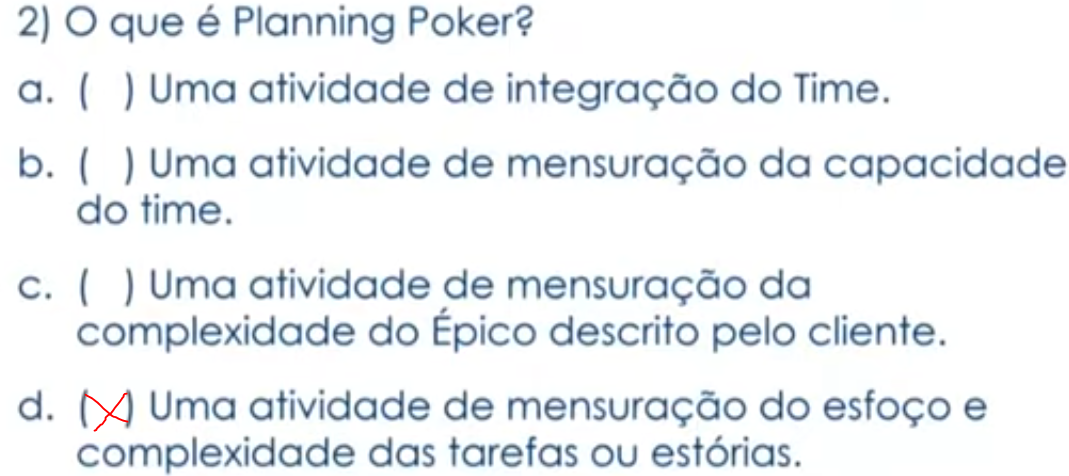 2) O que é Planning Poker?
a. ( ) Uma atividade de integração do Time.
b. ( ) Uma atividade de mensuração da capacidade
do time.
c. ( ) Uma atividade de mensuração da
complexidade do Épico descrito pelo cliente.
d. (X) Uma atividade de mensuração do esfoço e
complexidade das tarefas ou estórias.